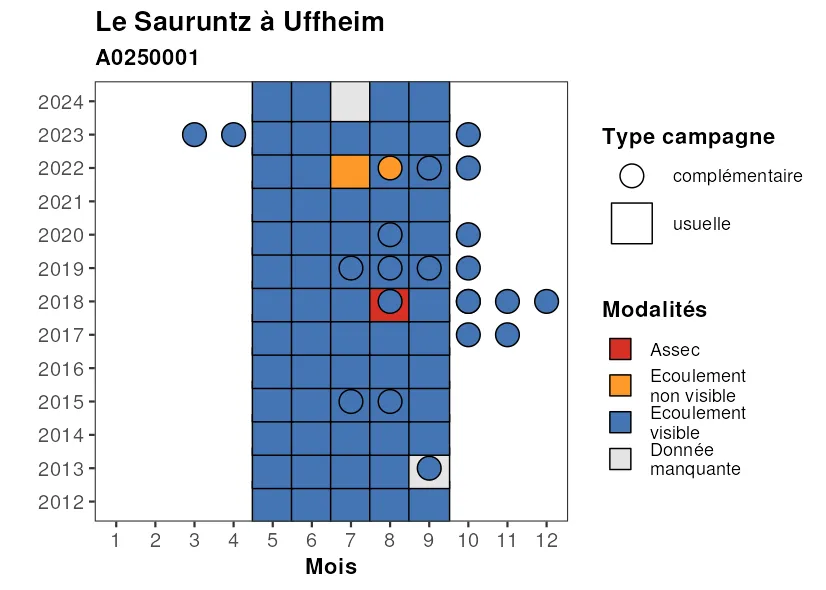 Le Sauruntz à Uffheim
A0250001
2024
2023
2022
2021
2020
2019
2018
2017
2016
2015
2014
2013
2012
1 2 3 4 5 6 7 8 9 10 11 12
Mois
Type campagne
complémentaire
usuelle
Modalités
Assec
Ecoulement
non visible
Ecoulement
visible
Donnée
manquante